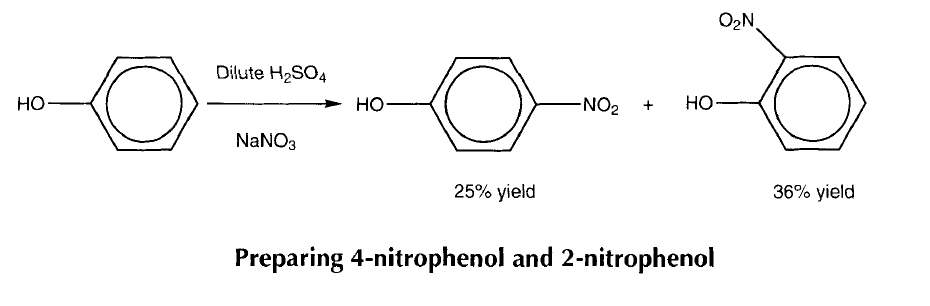 O₂N
Dilute H₂SO₄
HO
HO
NO₂
+
HO
NaNO₃
25% yield
36% yield
Preparing 4-nitrophenol and 2-nitrophenol